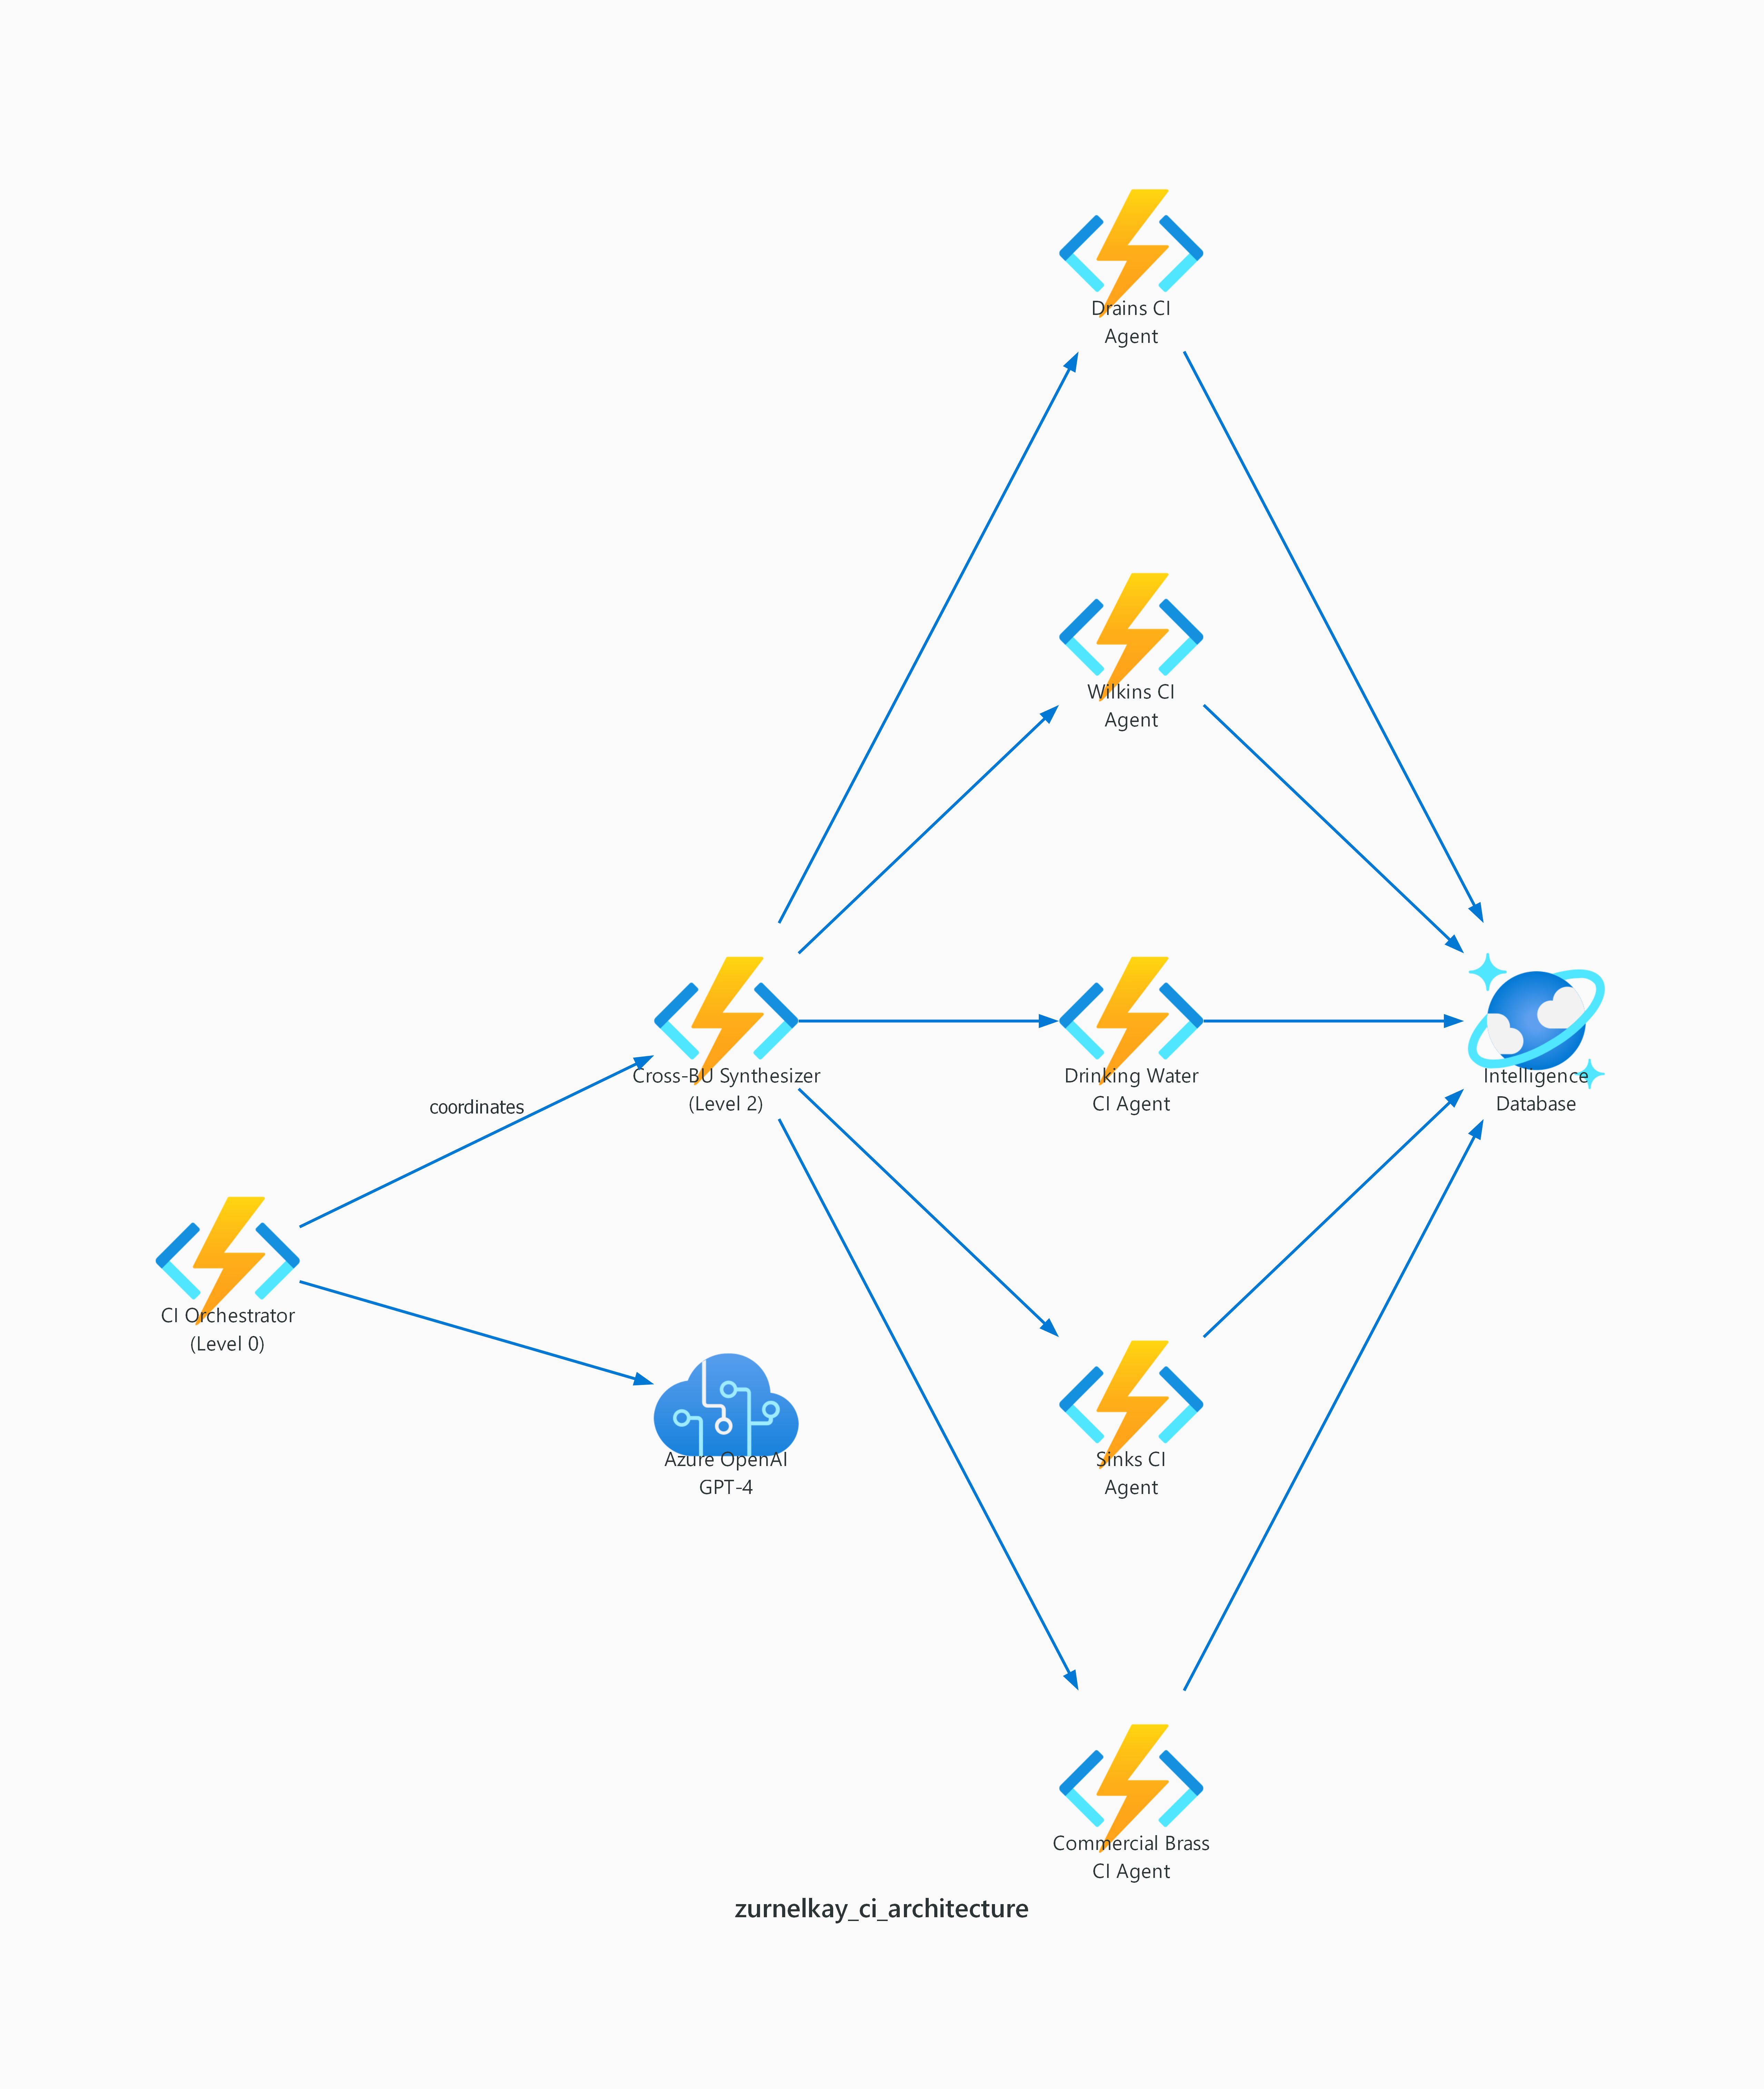 Drains CI
Agent
Wilkins CI
Agent
Cross-BU Synthesizer
(Level 2)
Drinking Water
CI Agent
Intelligence
Database
coordinates
CI Orchestrator
(Level 0)
Azure OpenAI
GPT-4
Sinks CI
Agent
Commercial Brass
CI Agent
zurnelkay_ci_architecture